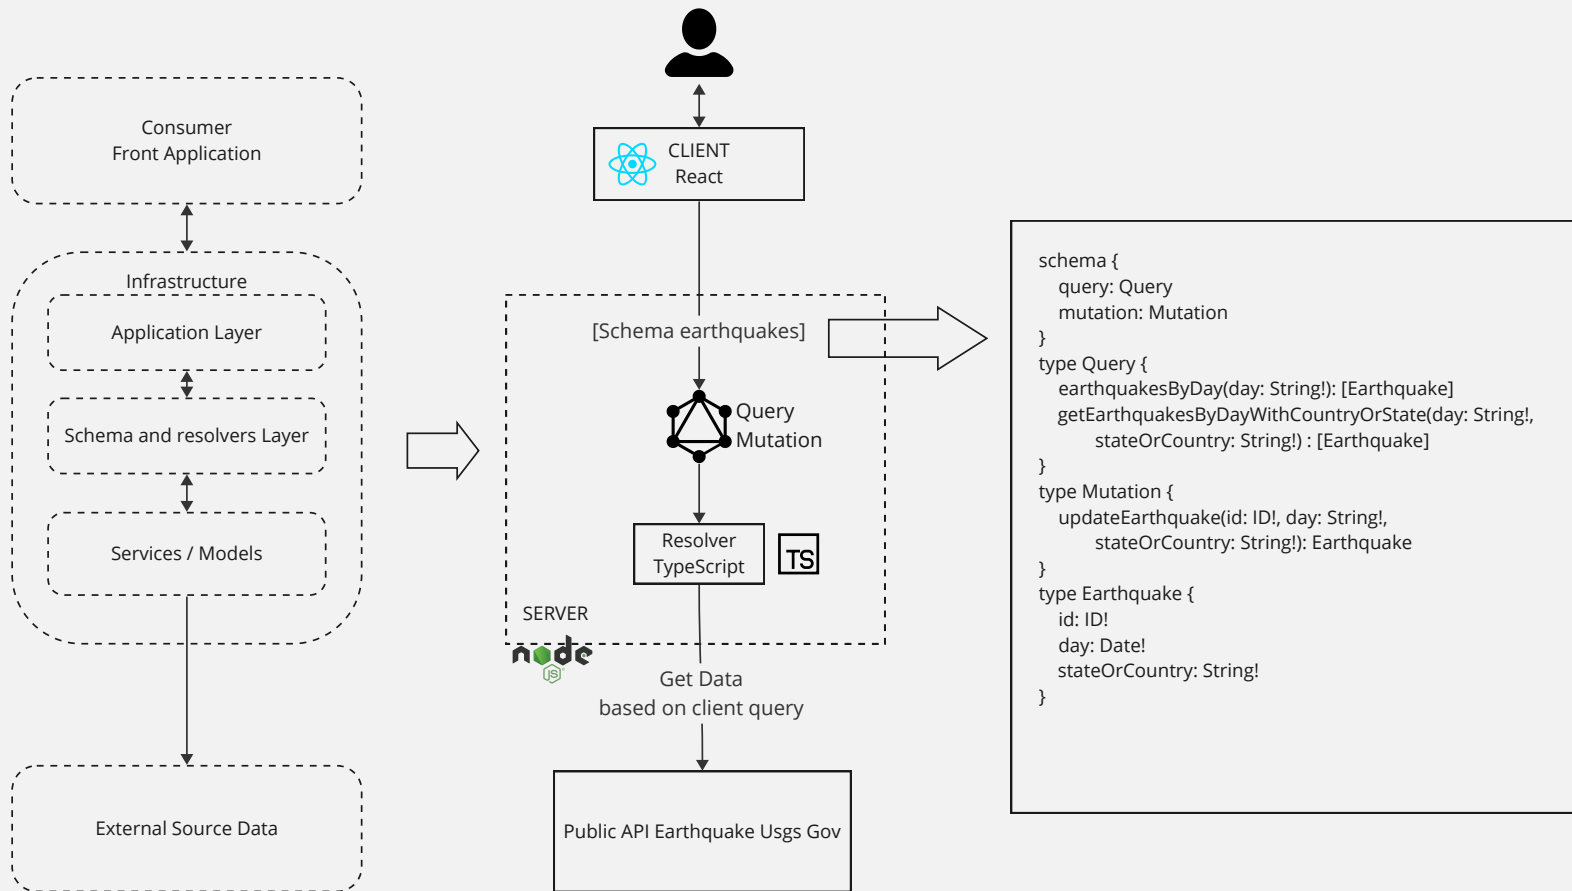 Consumer
Front Application
Infrastructure
Application Layer
Schema and resolvers Layer
Services / Models
External Source Data
CLIENT
React
[Schema earthquakes]
Query
Mutation
Resolver
TypeScript
TS
SERVER
node
JS
Get Data
based on client query
Public API Earthquake Usgs Gov
schema {
query: Query
mutation: Mutation
}
type Query {
earthquakesByDay(day: String!): [Earthquake]
getEarthquakesByDayWithCountryOrState(day: String!,
stateOrCountry: String!) : [Earthquake]
}
type Mutation {
updateEarthquake(id: ID!, day: String!,
stateOrCountry: String!): Earthquake
}
type Earthquake {
id: ID!
day: Date!
stateOrCountry: String!
}